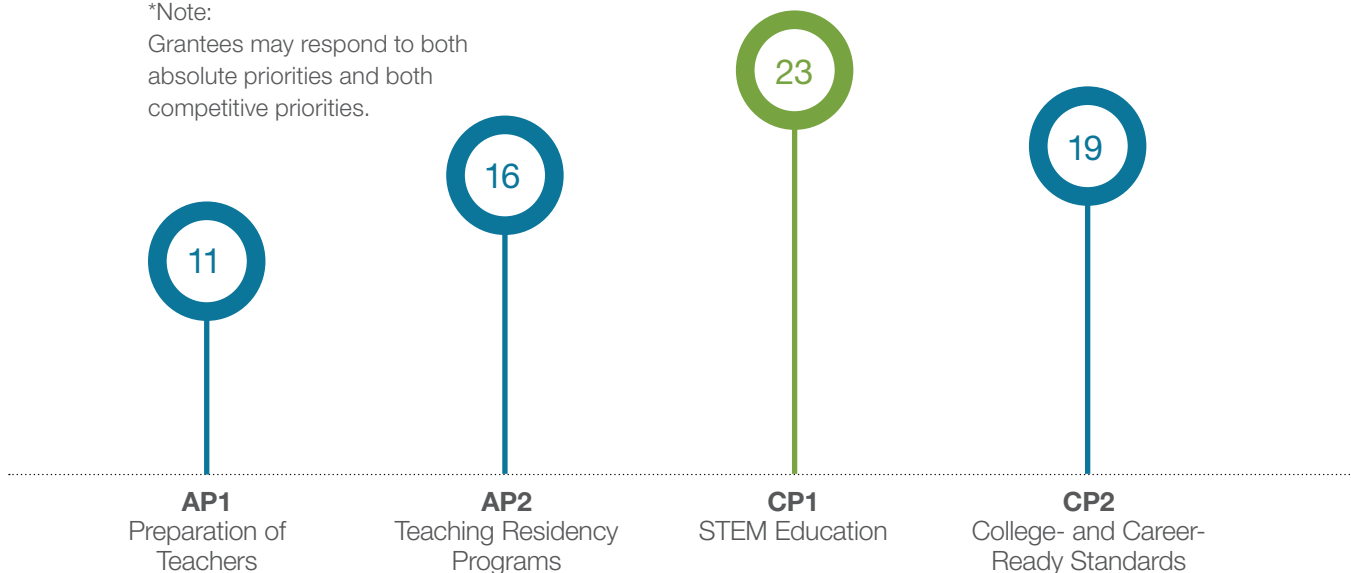 *Note:
Grantees may respond to both
absolute priorities and both
competitive priorities.
11
16
23
19
AP1
Preparation of
Teachers
AP2
Teaching Residency
Programs
CP1
STEM Education
CP2
College- and Career-
Ready Standards